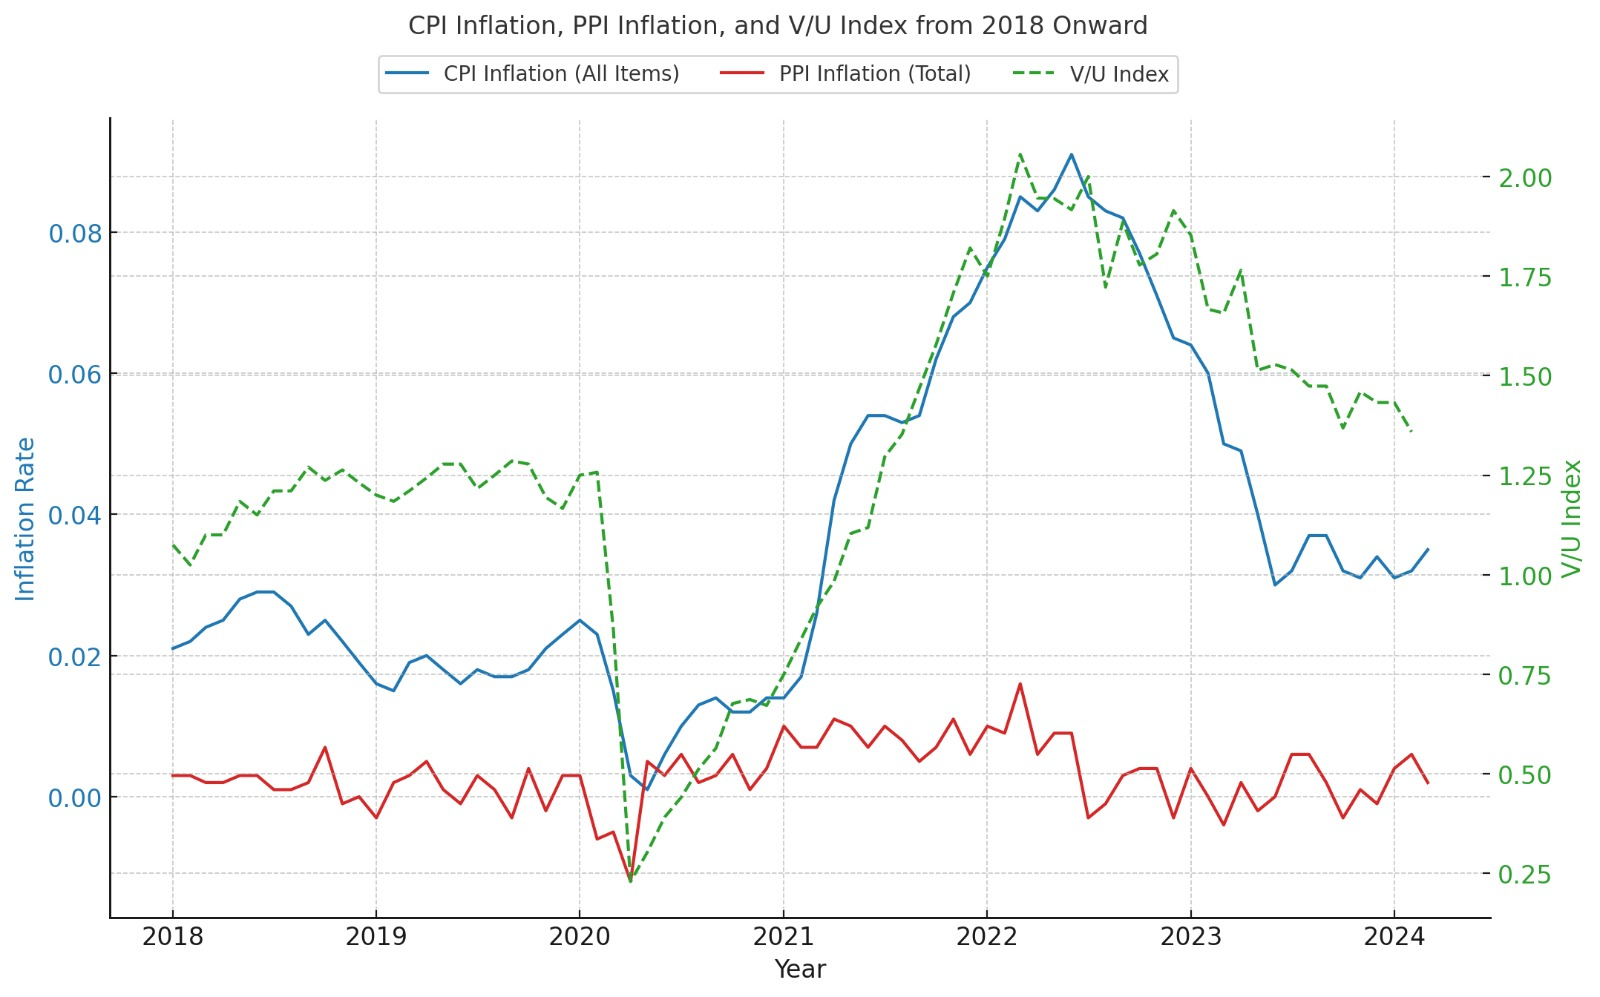 CPI Inflation, PPI Inflation, and V/U Index from 2018 Onward
CPI Inflation (All Items) PPI Inflation (Total) V/U Index
Inflation Rate
0.08
0.06
0.04
0.02
0.00
2.00
1.75
1.50
1.25
1.00
0.75
0.50
0.25
V/U Index
2018 2019 2020 2021 2022 2023 2024
Year